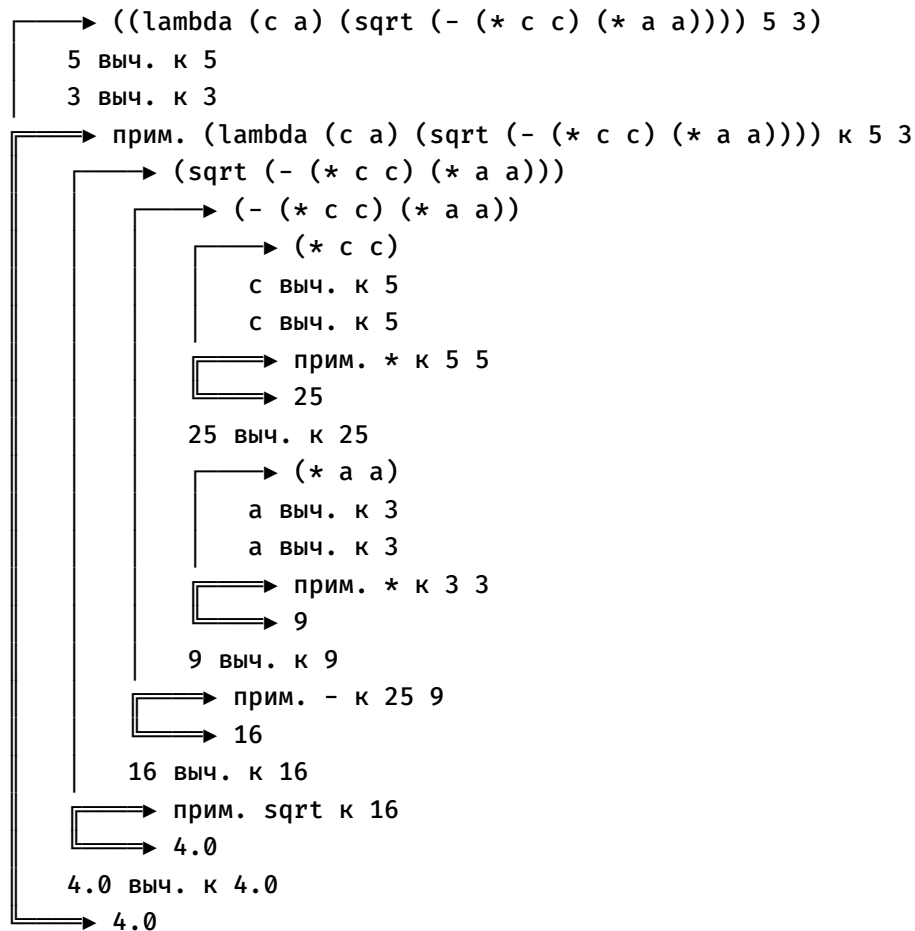 ((lambda (c a) (sqrt (- (* c c) (* a a)))) 5 3)
5 выч. к 5
3 выч. к 3
прим. (lambda (c a) (sqrt (- (* c c) (* a a)))) к 5 3
(sqrt (- (* c c) (* a a)))
(- (* c c) (* a a))
(* c c)
c выч. к 5
c выч. к 5
прим. * к 5 5
25
25 выч. к 25
(* a a)
a выч. к 3
a выч. к 3
прим. * к 3 3
9
9 выч. к 9
прим. - к 25 9
16
16 выч. к 16
прим. sqrt к 16
4.0
4.0 выч. к 4.0
4.0